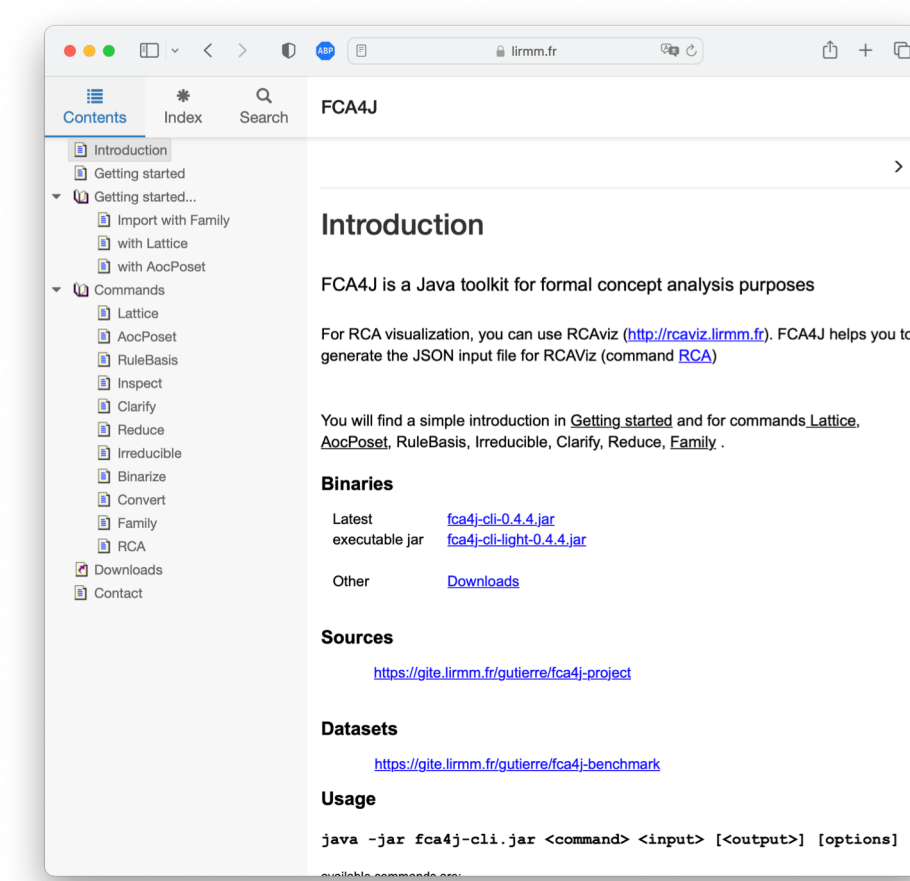 ABP
lirmm.fr
Contents
Index
Search
FCA4J
Introduction
Getting started
Getting started...
Import with Family
with Lattice
with AocPoset
Commands
Lattice
AocPoset
RuleBasis
Inspect
Clarify
Reduce
Irreducible
Binarize
Convert
Family
RCA
Downloads
Contact
Introduction
FCA4J is a Java toolkit for formal concept analysis purposes
For RCA visualization, you can use RCAviz (http://rcaviz.lirmm.fr). FCA4J helps you to
generate the JSON input file for RCAViz (command RCA)
You will find a simple introduction in Getting started and for commands Lattice,
AocPoset, RuleBasis, Irreducible, Clarify, Reduce, Family .
Binaries
Latest fca4j-cli-0.4.4.jar
executable jar fca4j-cli-light-0.4.4.jar
Other Downloads
Sources
https://gite.lirmm.fr/gutierre/fca4j-project
Datasets
https://gite.lirmm.fr/gutierre/fca4j-benchmark
Usage
java -jar fca4j-cli.jar <command> <input> [<output>] [options]
available commands are: